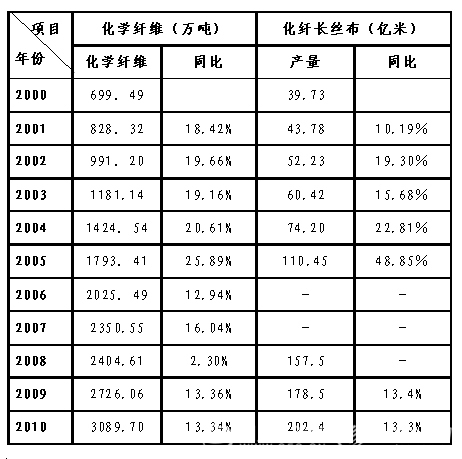 项目 化学纤维（万吨） 化纤长丝布（亿米）
年份 化学纤维 同比 产量 同比
2000 699. 49 39.73
2001 828. 32 18.42% 43.78 10.19%
2002 991. 20 19.66% 52.23 19.30%
2003 1181.14 19.16% 60.42 15.68%
2004 1424. 54 20.61% 74.20 22.81%
2005 1793. 41 25.89% 110.45 48.85%
2006 2025. 49 12.94% - -
2007 2350.55 16.04% - -
2008 2404.61 2.30% 157.5 -
2009 2726.06 13.36% 178.5 13.4%
2010 3089.70 13.34% 202.4 13.3%